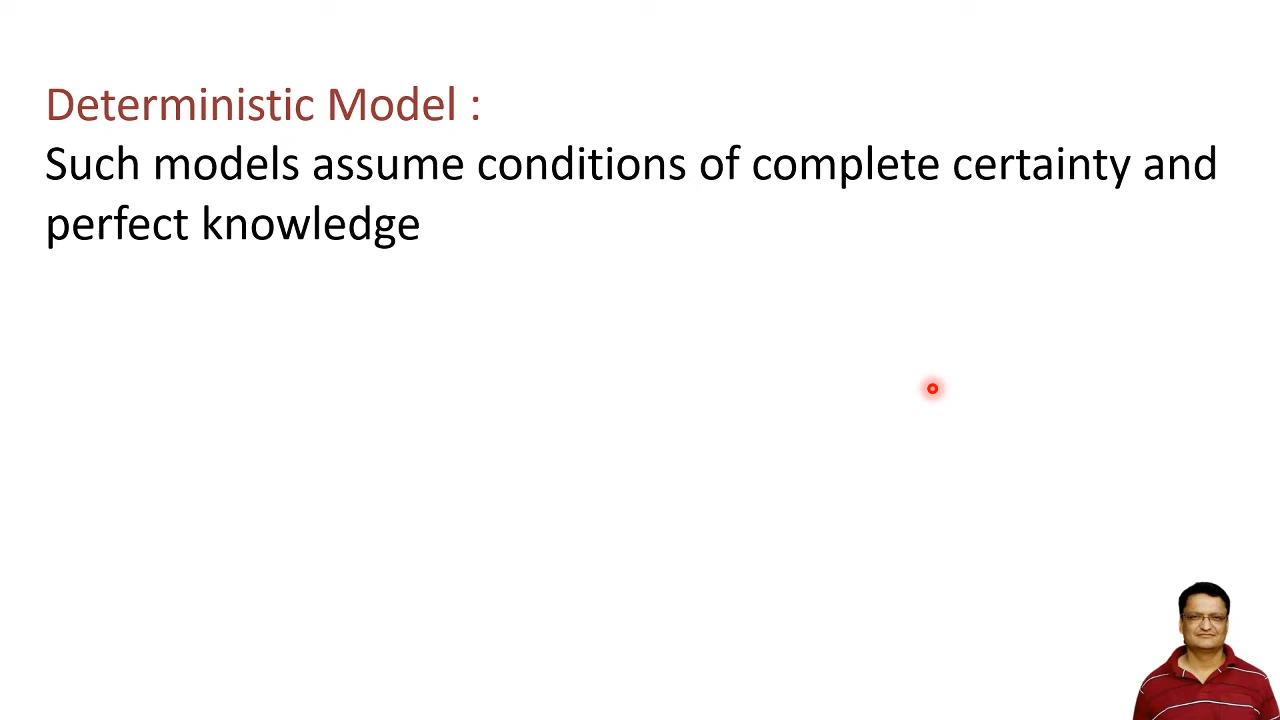 Deterministic Model :
Such models assume conditions of complete certainty and
perfect knowledge